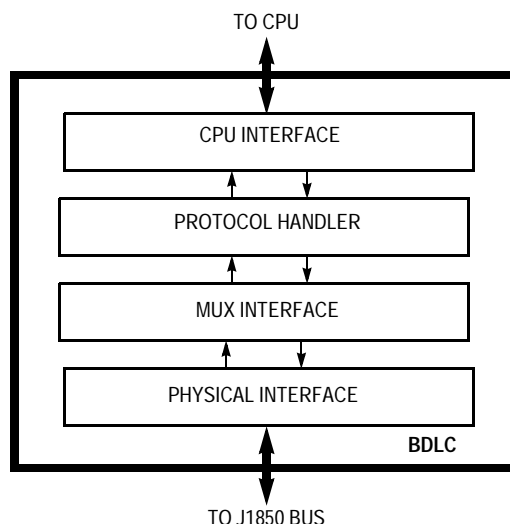 TO CPU
CPU INTERFACE
PROTOCOL HANDLER
MUX INTERFACE
PHYSICAL INTERFACE
BDLC
TO J1850 BUS